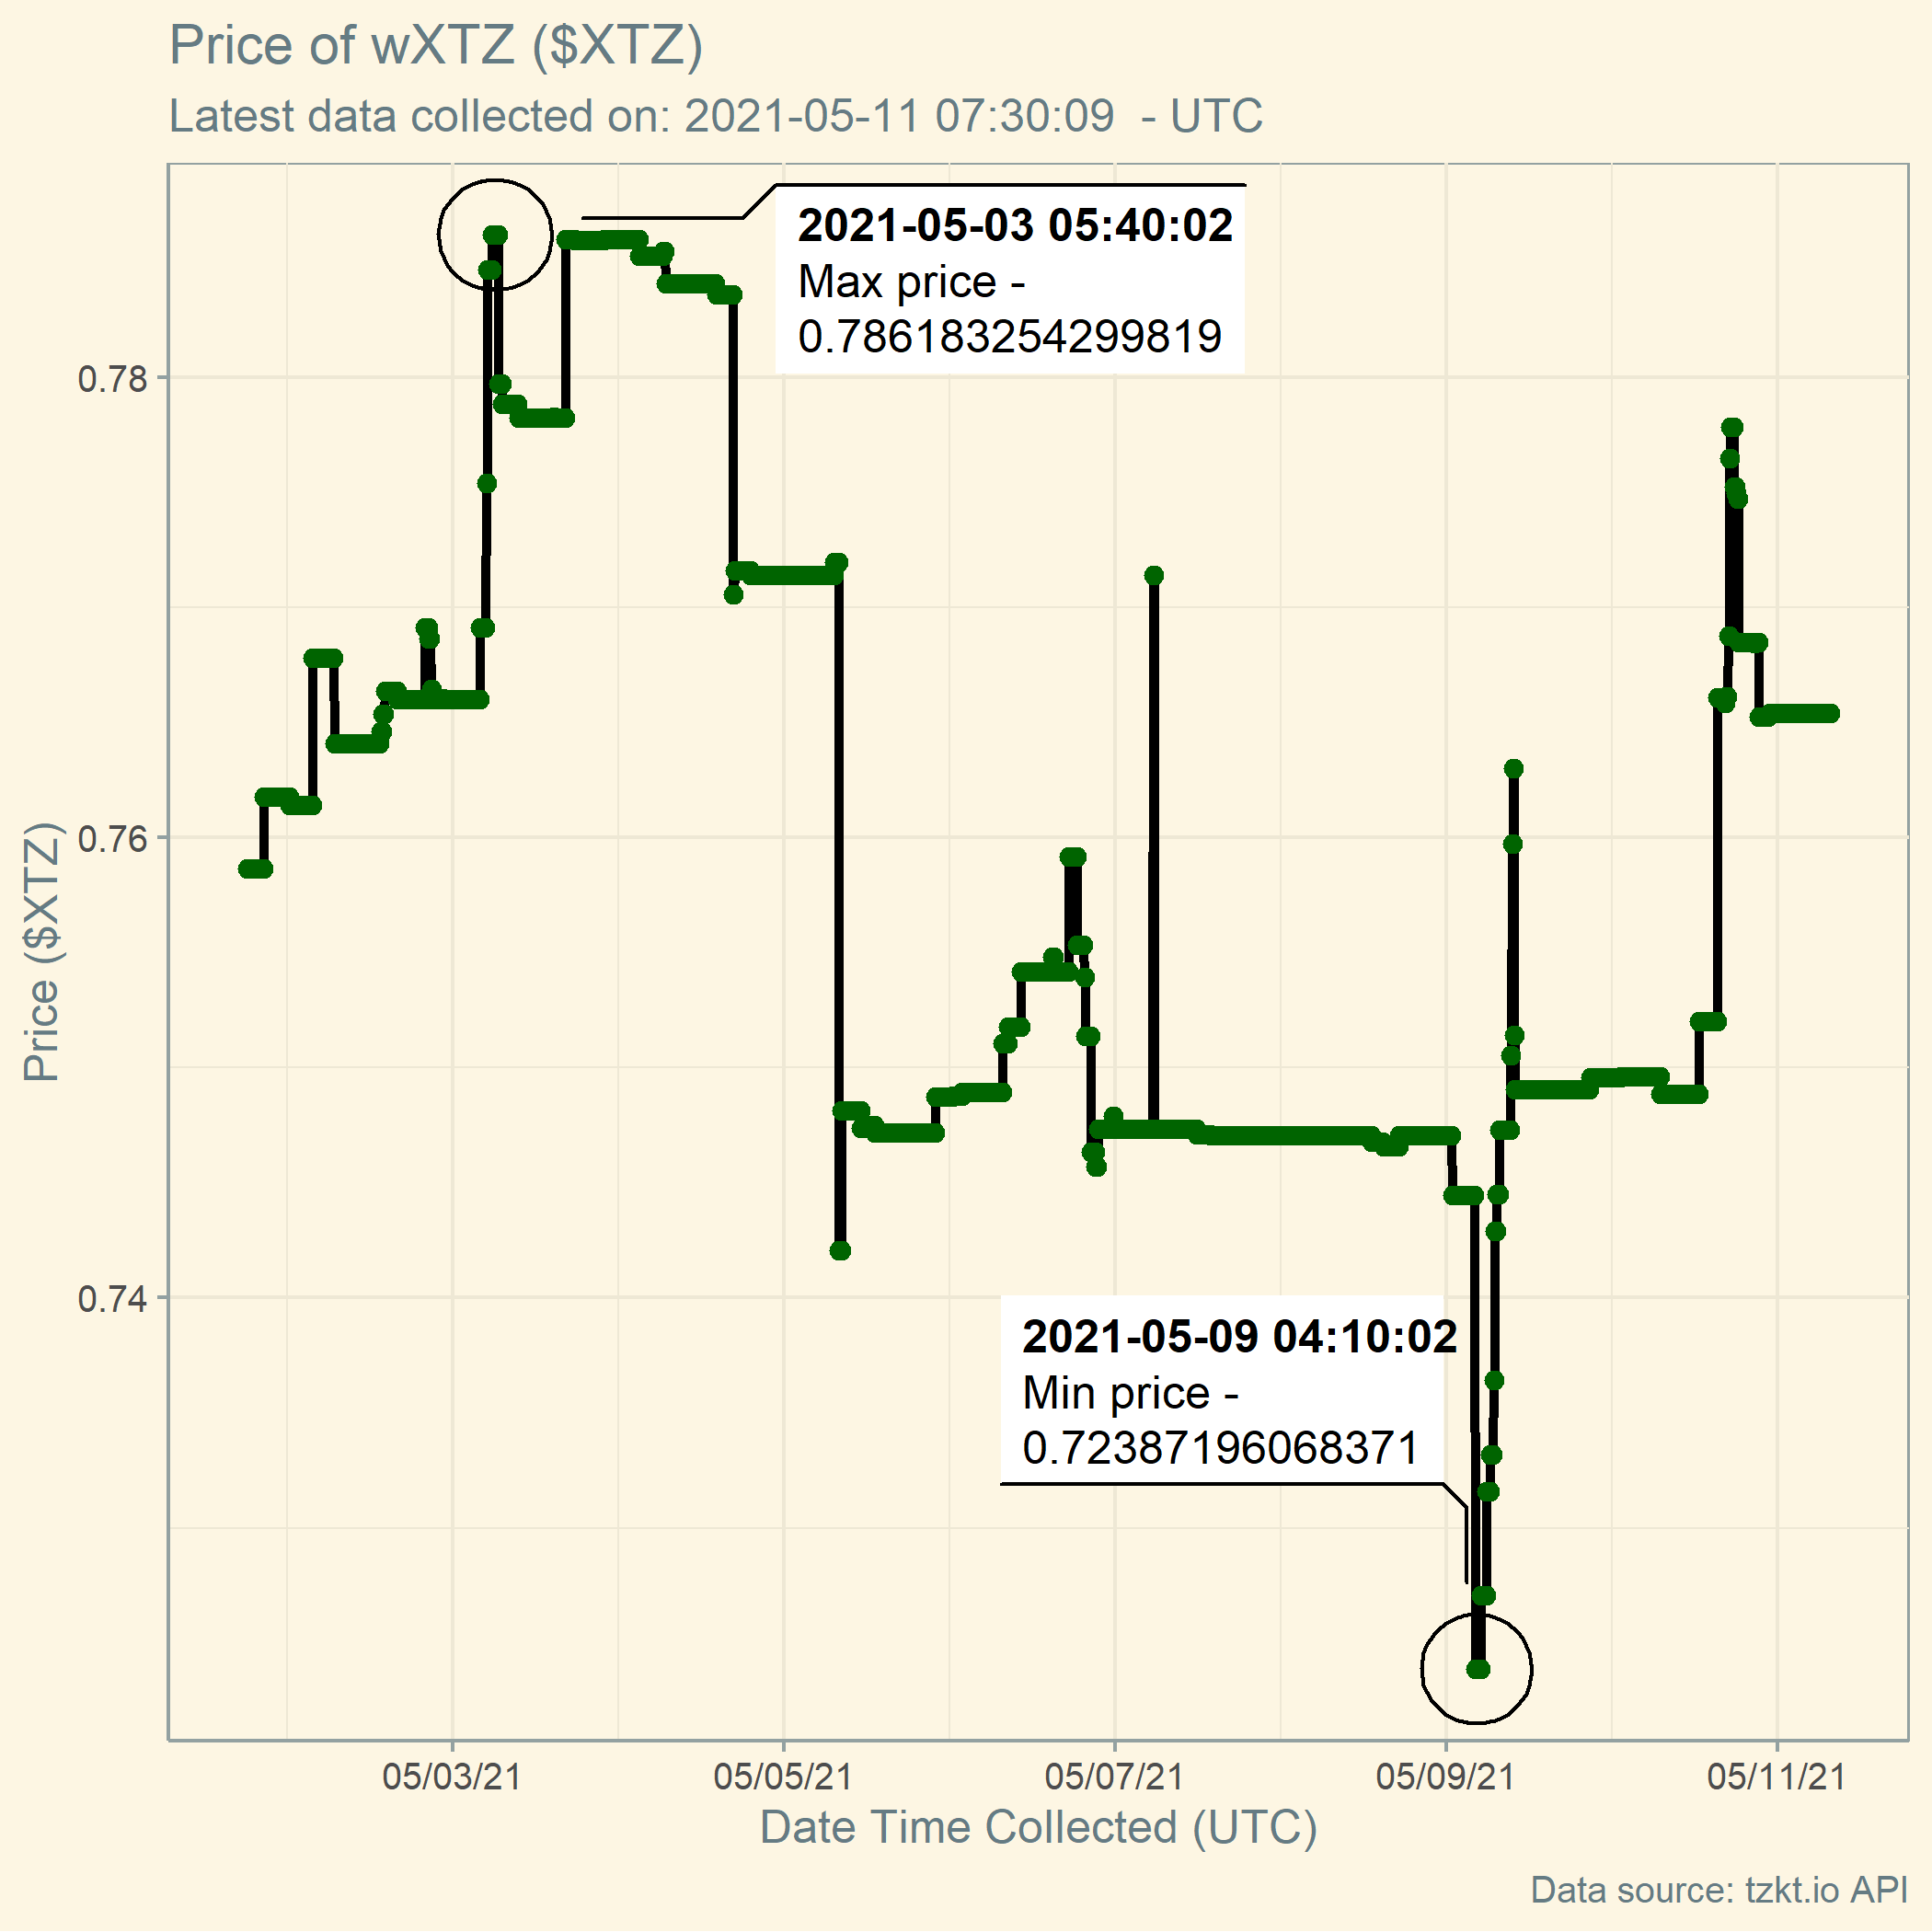 Price of wXTZ ($XTZ)
Latest data collected on: 2021-05-11 07:30:09  - UTC
2021-05-03 05:40:02
Max price -
0.786183254299819
0.78
0.76
0.74
Price ($XTZ)
2021-05-09 04:10:02
Min price -
0.72387196068371
05/03/21
05/05/21
05/07/21
05/09/21
05/11/21
Date Time Collected (UTC)
Data source: tzkt.io API